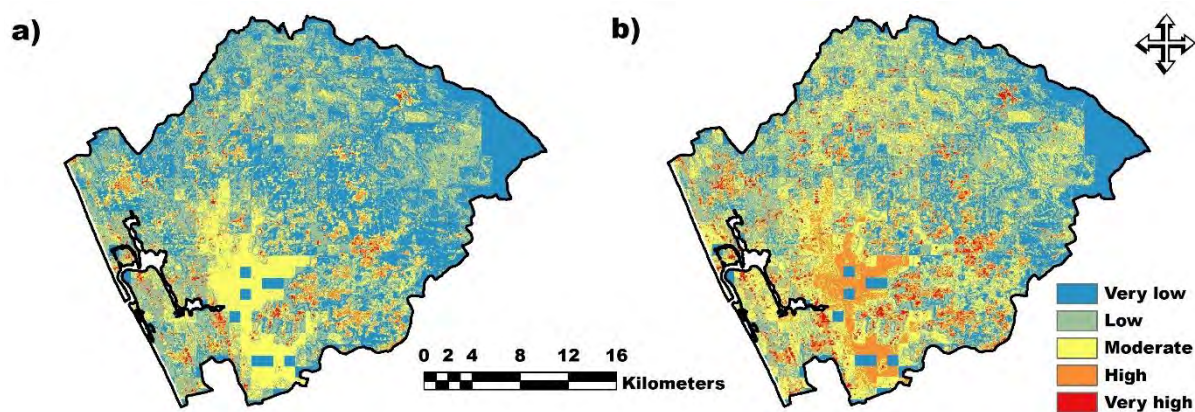 a)
b)
0 2 4 8 12 16
Kilometers
Very low
Low
Moderate
High
Very high